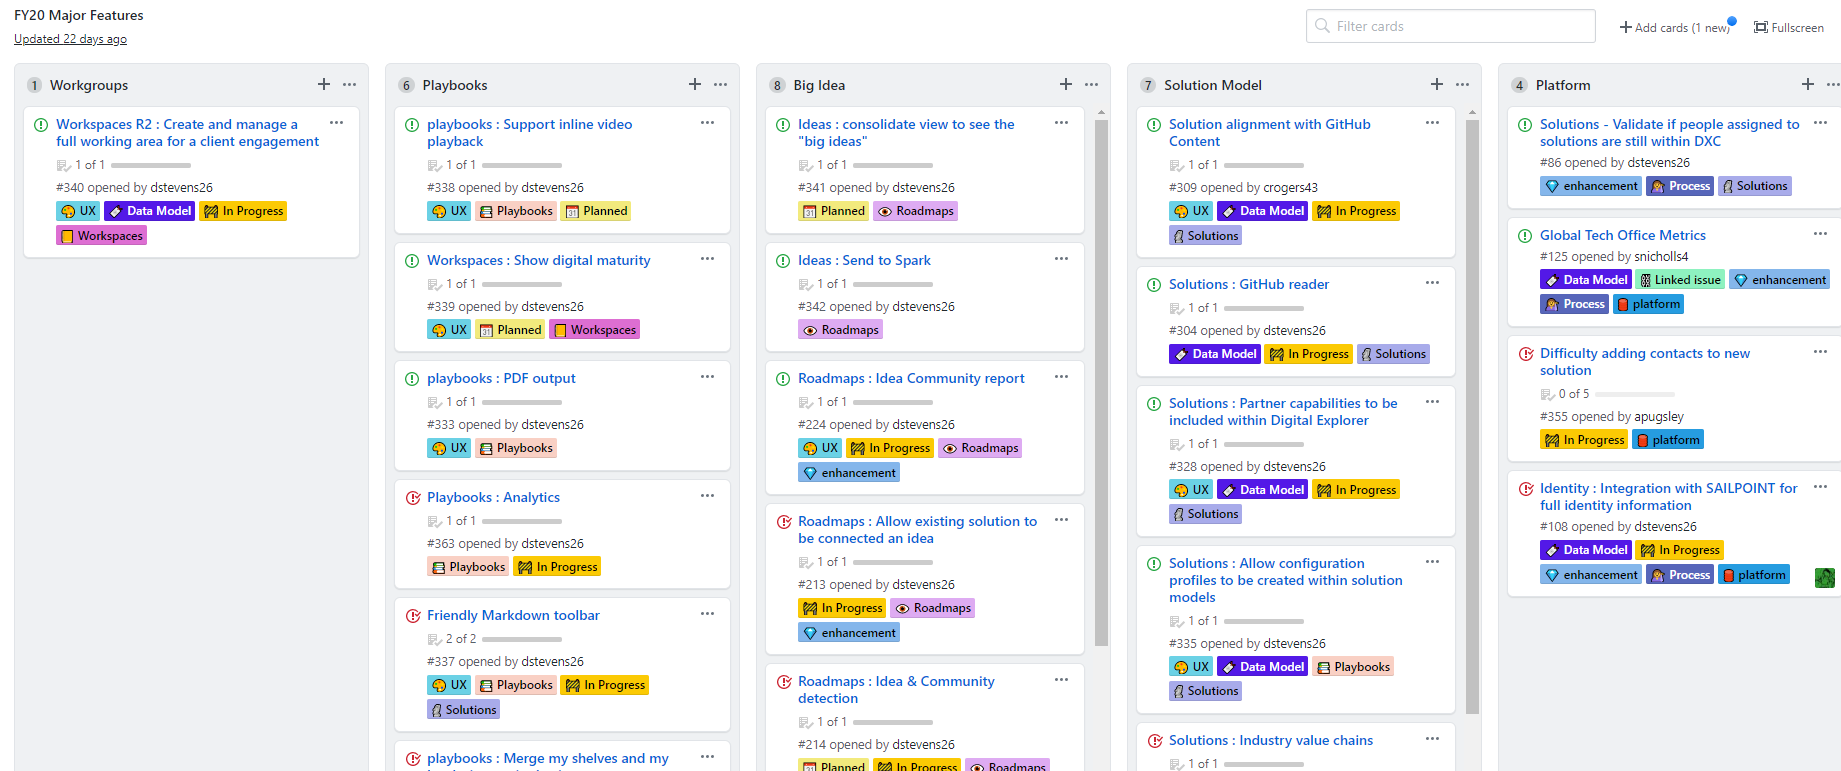 FY20 Major Features
Updated 22 days ago
Filter cards
Add cards (1 new)
Fullscreen
1 Workgroups
Workspaces R2 : Create and manage a
full working area for a client engagement
1 of 1
#340 opened by dstevens26
UX Data Model In Progress
Workspaces
6 Playbooks
playbooks : Support inline video
playback
1 of 1
#338 opened by dstevens26
UX Playbooks Planned
Workspaces : Show digital maturity
1 of 1
#339 opened by dstevens26
UX Planned Workspaces
playbooks : PDF output
1 of 1
#333 opened by dstevens26
UX Playbooks
Playbooks : Analytics
1 of 1
#363 opened by dstevens26
Playbooks In Progress
Friendly Markdown toolbar
2 of 2
#337 opened by dstevens26
UX Playbooks In Progress
Solutions
playbooks : Merge my shelves and my
8 Big Idea
Ideas : consolidate view to see the
"big ideas"
1 of 1
#341 opened by dstevens26
Planned Roadmaps
Ideas : Send to Spark
1 of 1
#342 opened by dstevens26
Roadmaps
Roadmaps : Idea Community report
1 of 1
#224 opened by dstevens26
UX In Progress Roadmaps
enhancement
Roadmaps : Allow existing solution to
be connected an idea
1 of 1
#213 opened by dstevens26
In Progress Roadmaps
enhancement
Roadmaps : Idea & Community
detection
1 of 1
#214 opened by dstevens26
Planned In Progress Roadmaps
7 Solution Model
Solution alignment with GitHub
Content
1 of 1
#309 opened by crogers43
UX Data Model In Progress
Solutions
Solutions : GitHub reader
1 of 1
#304 opened by dstevens26
Data Model In Progress Solutions
Solutions : Partner capabilities to be
included within Digital Explorer
1 of 1
#328 opened by dstevens26
UX Data Model In Progress
Solutions
Solutions : Allow configuration
profiles to be created within solution
models
1 of 1
#335 opened by dstevens26
UX Data Model Playbooks
Solutions
Solutions : Industry value chains
1 of 1
4 Platform
Solutions - Validate if people assigned to
solutions are still within DXC
#86 opened by dstevens26
enhancement Process Solutions
Global Tech Office Metrics
#125 opened by snicholls4
Data Model Linked issue enhancement
Process platform
Difficulty adding contacts to new
solution
0 of 5
#355 opened by apugsley
In Progress platform
Identity : Integration with SAILPOINT for
full identity information
#108 opened by dstevens26
Data Model In Progress
enhancement Process platform